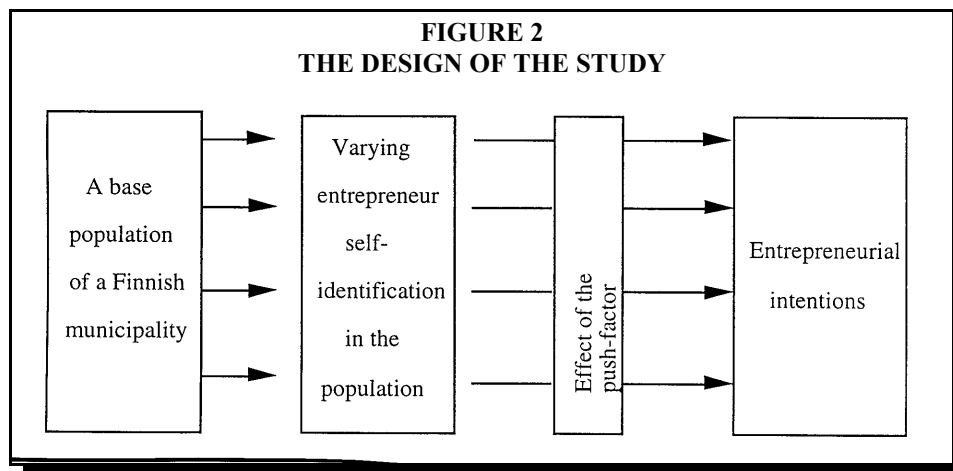 FIGURE 2
THE DESIGN OF THE STUDY
A base
population
of a Finnish
municipality
Varying
entrepreneur
self-
identification
in the
population
Effect of the
push-factor
Entrepreneurial
intentions